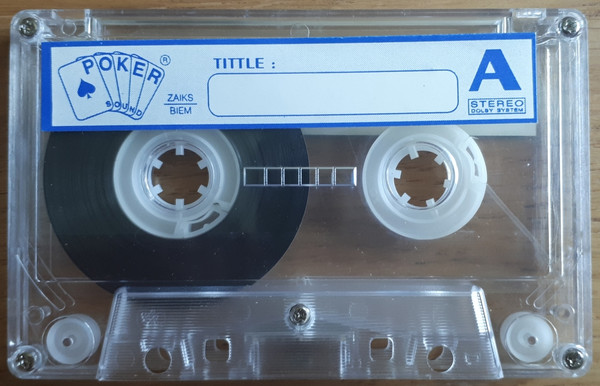 POKER ®
SOUND
ZAIKS
BIEM
TITTLE :
A
STEREO
DOLBY SYSTEM